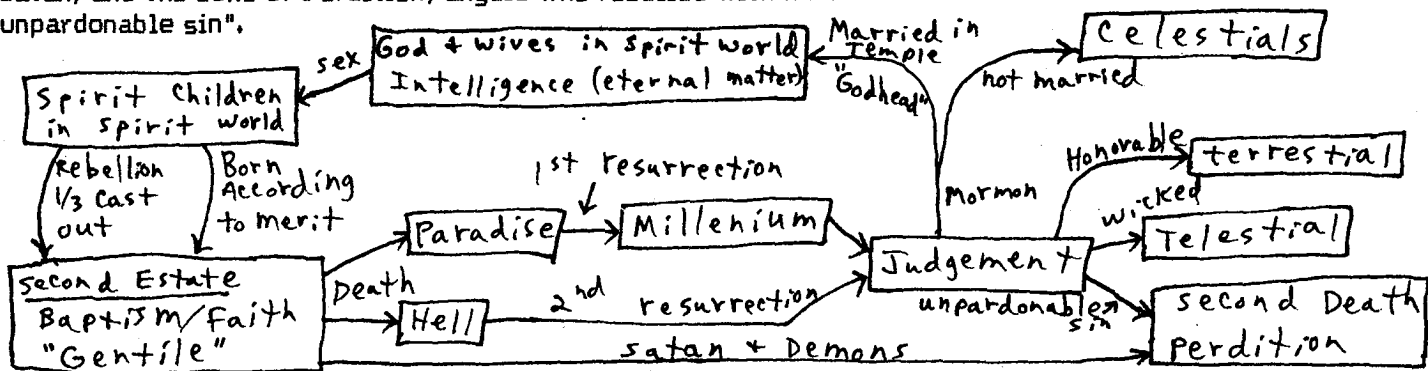 unpardonable sin".
God + wives in Spirit world
Intelligence (eternal matter)
sex
Married in
Temple
"Godhead"
Celestials
not married
Spirit Children
in spirit world
Rebellion
1/3 cast
out
Born
According
to merit
1st resurrection
Honorable
terrestial
Mormon
wicked
Paradise
Millenium
Telestial
Judgement
Second Estate
Baptism/Faith
"Gentile"
Death
Hell
2nd resurrection
unpardonable
sin
Second Death
perdition
Satan + Demons